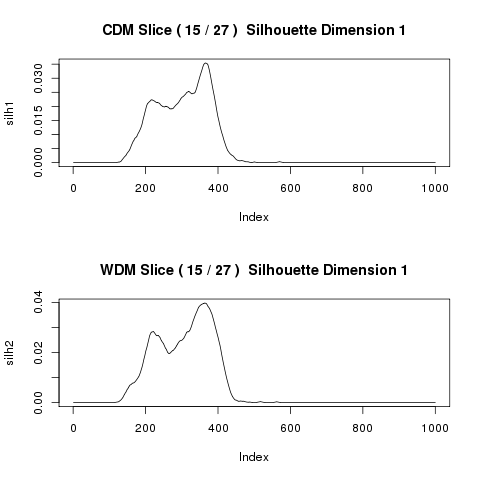 CDM Slice ( 15 / 27 )  Silhouette Dimension 1
silh1
0.030
0.015
0.000
0 200 400 600 800 1000
Index
WDM Slice ( 15 / 27 )  Silhouette Dimension 1
silh2
0.04
0.02
0.00
0 200 400 600 800 1000
Index